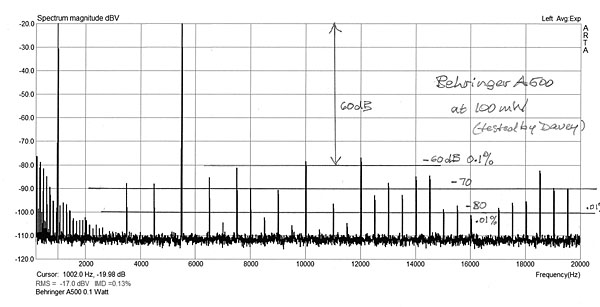 Spectrum magnitude dBV
Left Avg:Exp
-20.0
ARTA
-30.0
-40.0
-50.0
-60.0
-70.0
-80.0
-90.0
-100.0
-110.0
-120.0
60dB
Behringer A500
at 100 mW
(tested by Davey)
-60dB 0.1%
-70
-80
.01%
.01
2000 4000 6000 8000 10000 12000 14000 16000 18000 20000
Cursor: 1002.0 Hz, -19.98 dB
Frequency(Hz)
RMS = -17.0 dBV IMD =0.13%
Behringer A500 0.1 Watt